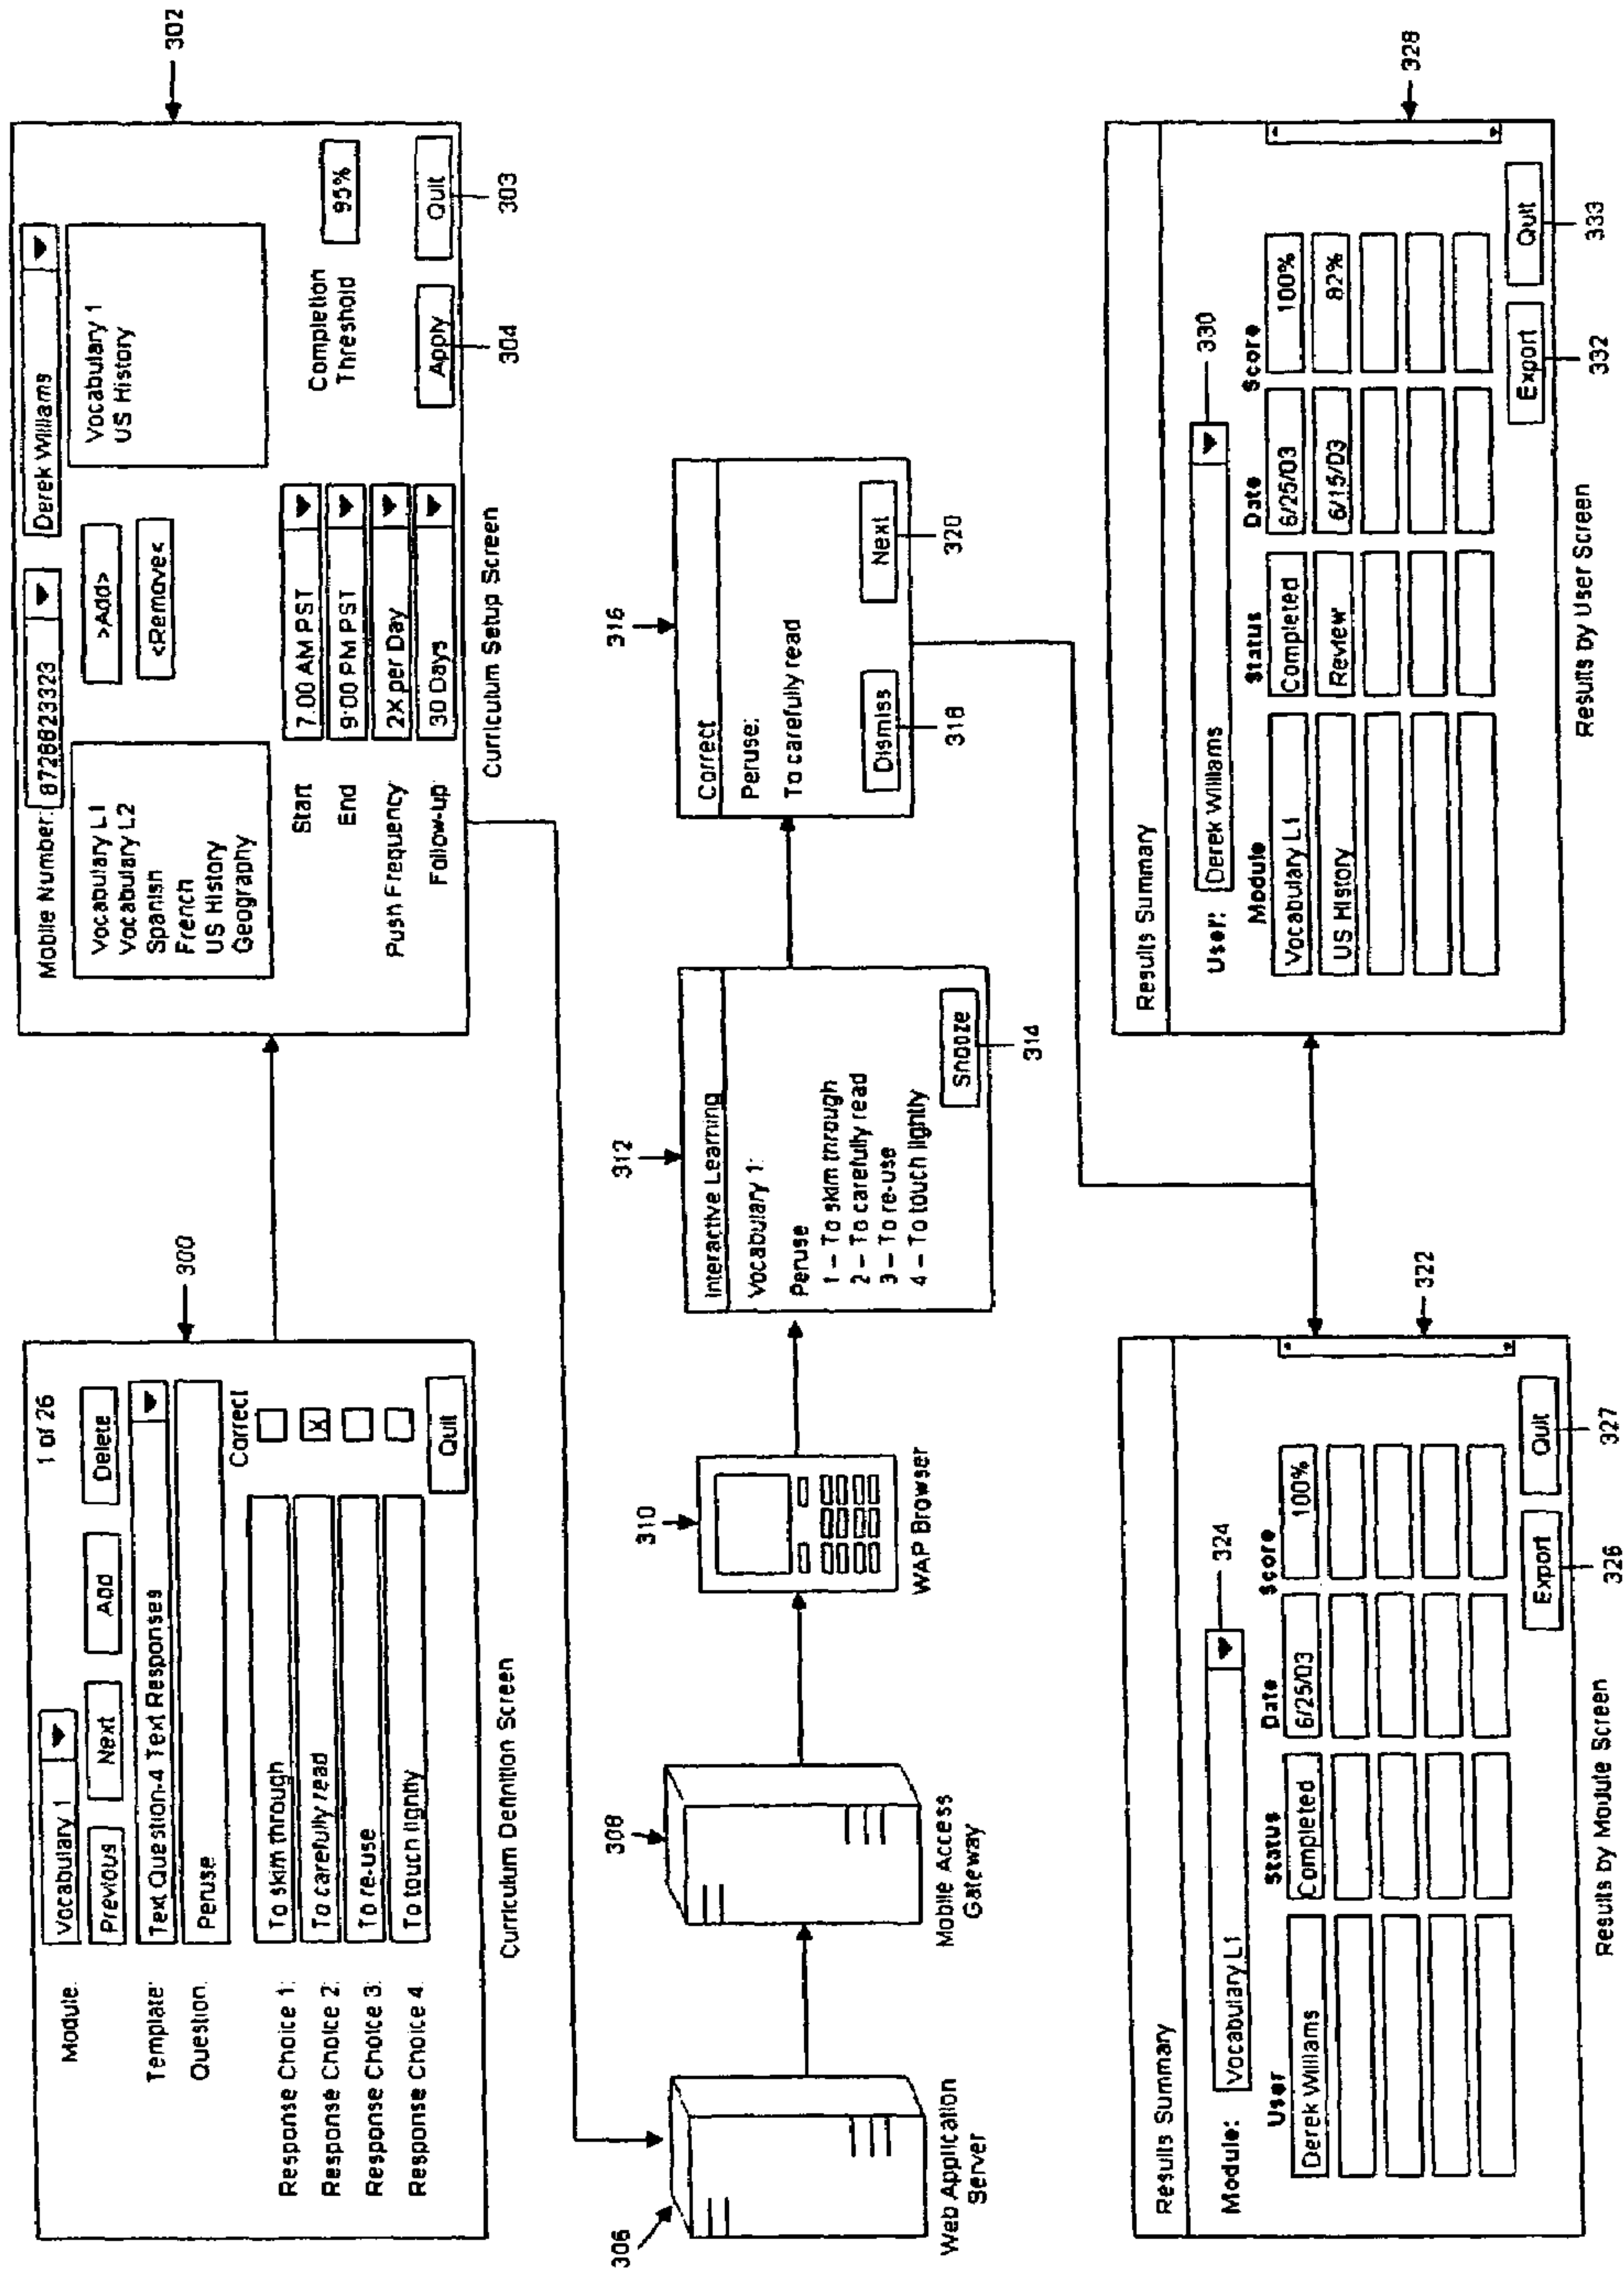 Module:
Vocabulary 1
1 of 26
Previous
Next
Add
Delete
Template:
Text Question-4 Text Responses
Question:
Peruse
Correct
Response Choice 1:
To skim through
Response Choice 2:
To carefully read
X
Response Choice 3:
To re-use
Response Choice 4:
To touch lightly
Quit
Curriculum Definition Screen
300
Mobile Number:
8728823323
Derek Williams
Vocabulary L1
Vocabulary L2
Spanish
French
US History
Geography
>Add>
<Remove<
Vocabulary 1
US History
Start
7:00 AM PST
End
9:00 PM PST
Push Frequency
2X per Day
Follow-up
30 Days
Completion
Threshold
95%
Apply
Quit
304
303
302
Curriculum Setup Screen
306
Web Application
Server
308
Mobile Access
Gateway
310
WAP Browser
312
Interactive Learning
Vocabulary 1:
Peruse
1 – To skim through
2 – To carefully read
3 – To re-use
4 – To touch lightly
Snooze
314
316
Correct
Peruse:
To carefully read
Dismiss
Next
318
320
Results Summary
Module:
Vocabulary L1
324
User
Status
Date
Score
Derek Williams
Completed
6/25/03
100%
322
Export
Quit
326
327
Results by Module Screen
Results Summary
User:
Derek Williams
330
Module
Status
Date
Score
Vocabulary L1
Completed
6/25/03
100%
US History
Review
6/15/03
82%
328
Export
Quit
332
333
Results by User Screen